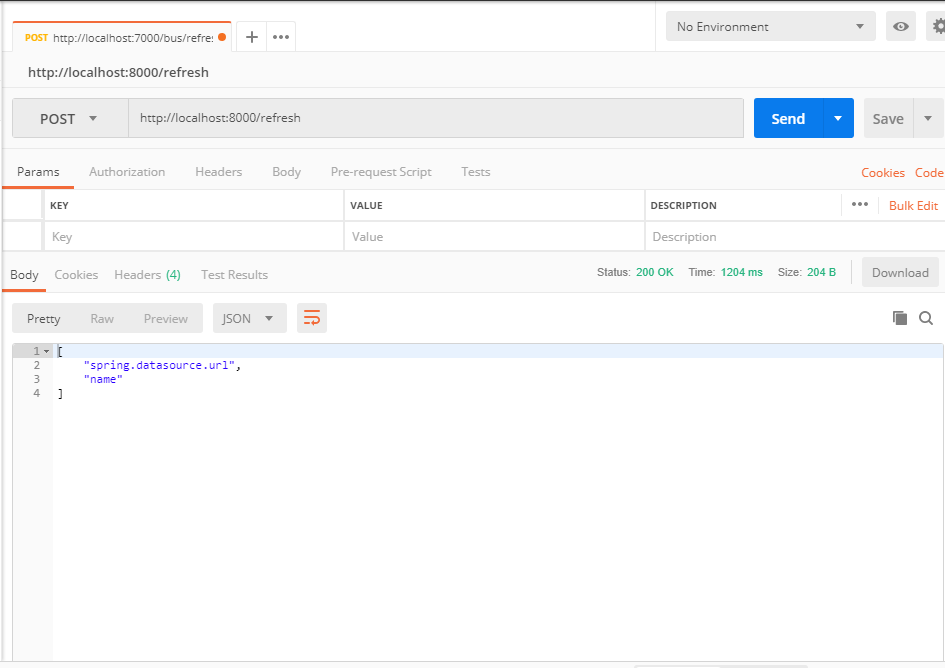 POST http://localhost:7000/bus/refre:
No Environment
http://localhost:8000/refresh
POST http://localhost:8000/refresh Send Save
Params Authorization Headers Body Pre-request Script Tests Cookies Code
KEY VALUE DESCRIPTION Bulk Edit
Key Value Description
Body Cookies Headers (4) Test Results Status: 200 OK Time: 1204 ms Size: 204 B Download
Pretty Raw Preview JSON
1 [
2 "spring.datasource.url",
3 "name"
4 ]